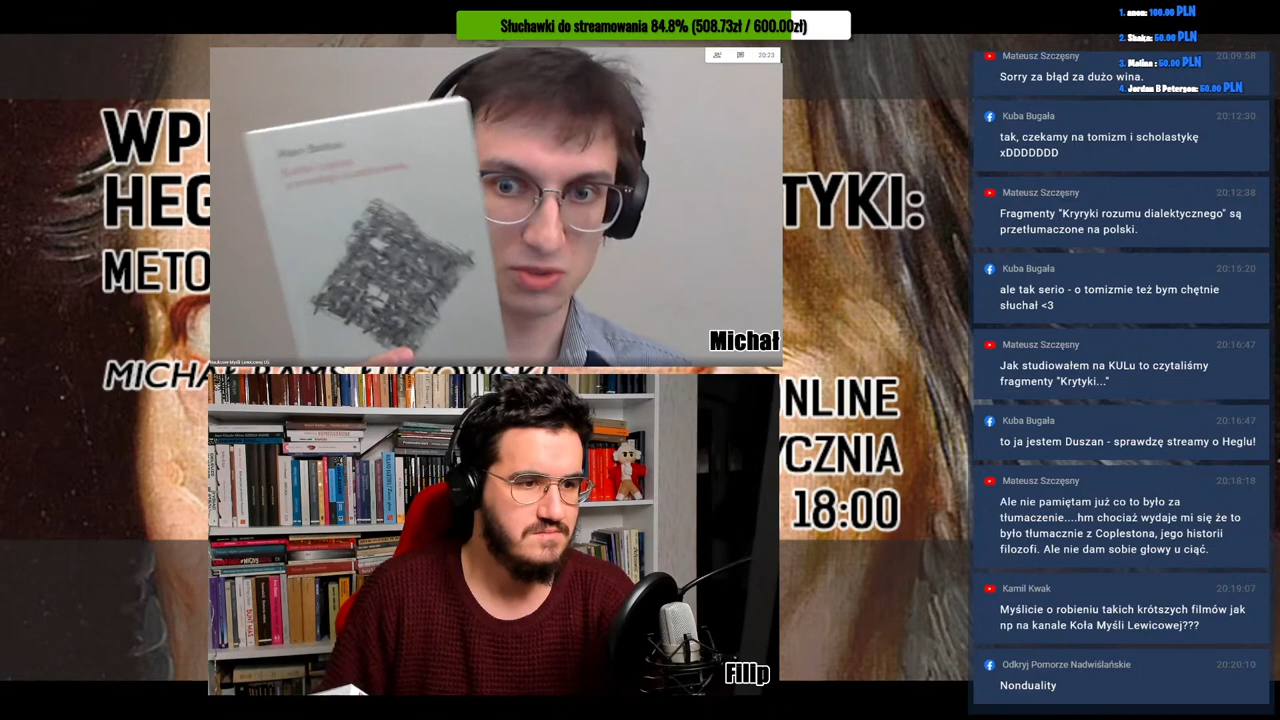 Słuchawki do streamowania 84.8% (508.73zł / 600.00zł)
1. anon: 100.00 PLN
2. Shaka: 50.00 PLN
3. Malina : 50.00 PLN
4. Jordan B Peterson: 50.00 PLN
20:23
WPŁ
HEG
TYKI:
METO
MICHAŁ
NLINE
YCZNIA
18:00
Michał
Filip
Mateusz Szczęsny 20:09:58
Sorry za błąd za dużo wina.
Kuba Bugała 20:12:30
tak, czekamy na tomizm i scholastykę
xDDDDDDD
Mateusz Szczęsny 20:12:38
Fragmenty "Kryryki rozumu dialektycznego" są
przetłumaczone na polski.
Kuba Bugała 20:15:20
ale tak serio - o tomizmie też bym chętnie
słuchał <3
Mateusz Szczęsny 20:16:47
Jak studiowałem na KULu to czytaliśmy
fragmenty "Krytyki..."
Kuba Bugała 20:16:47
to ja jestem Duszan - sprawdzę streamy o Heglu!
Mateusz Szczęsny 20:18:18
Ale nie pamiętam już co to było za
tłumaczenie....hm chociaż wydaje mi się że to
było tłumacznie z Coplestona, jego historii
filozofi. Ale nie dam sobie głowy u ciąć.
Kamil Kwak 20:19:07
Myślicie o robieniu takich krótszych filmów jak
np na kanale Koła Myśli Lewicowej???
Odkryj Pomorze Nadwiślańskie 20:20:10
Nonduality